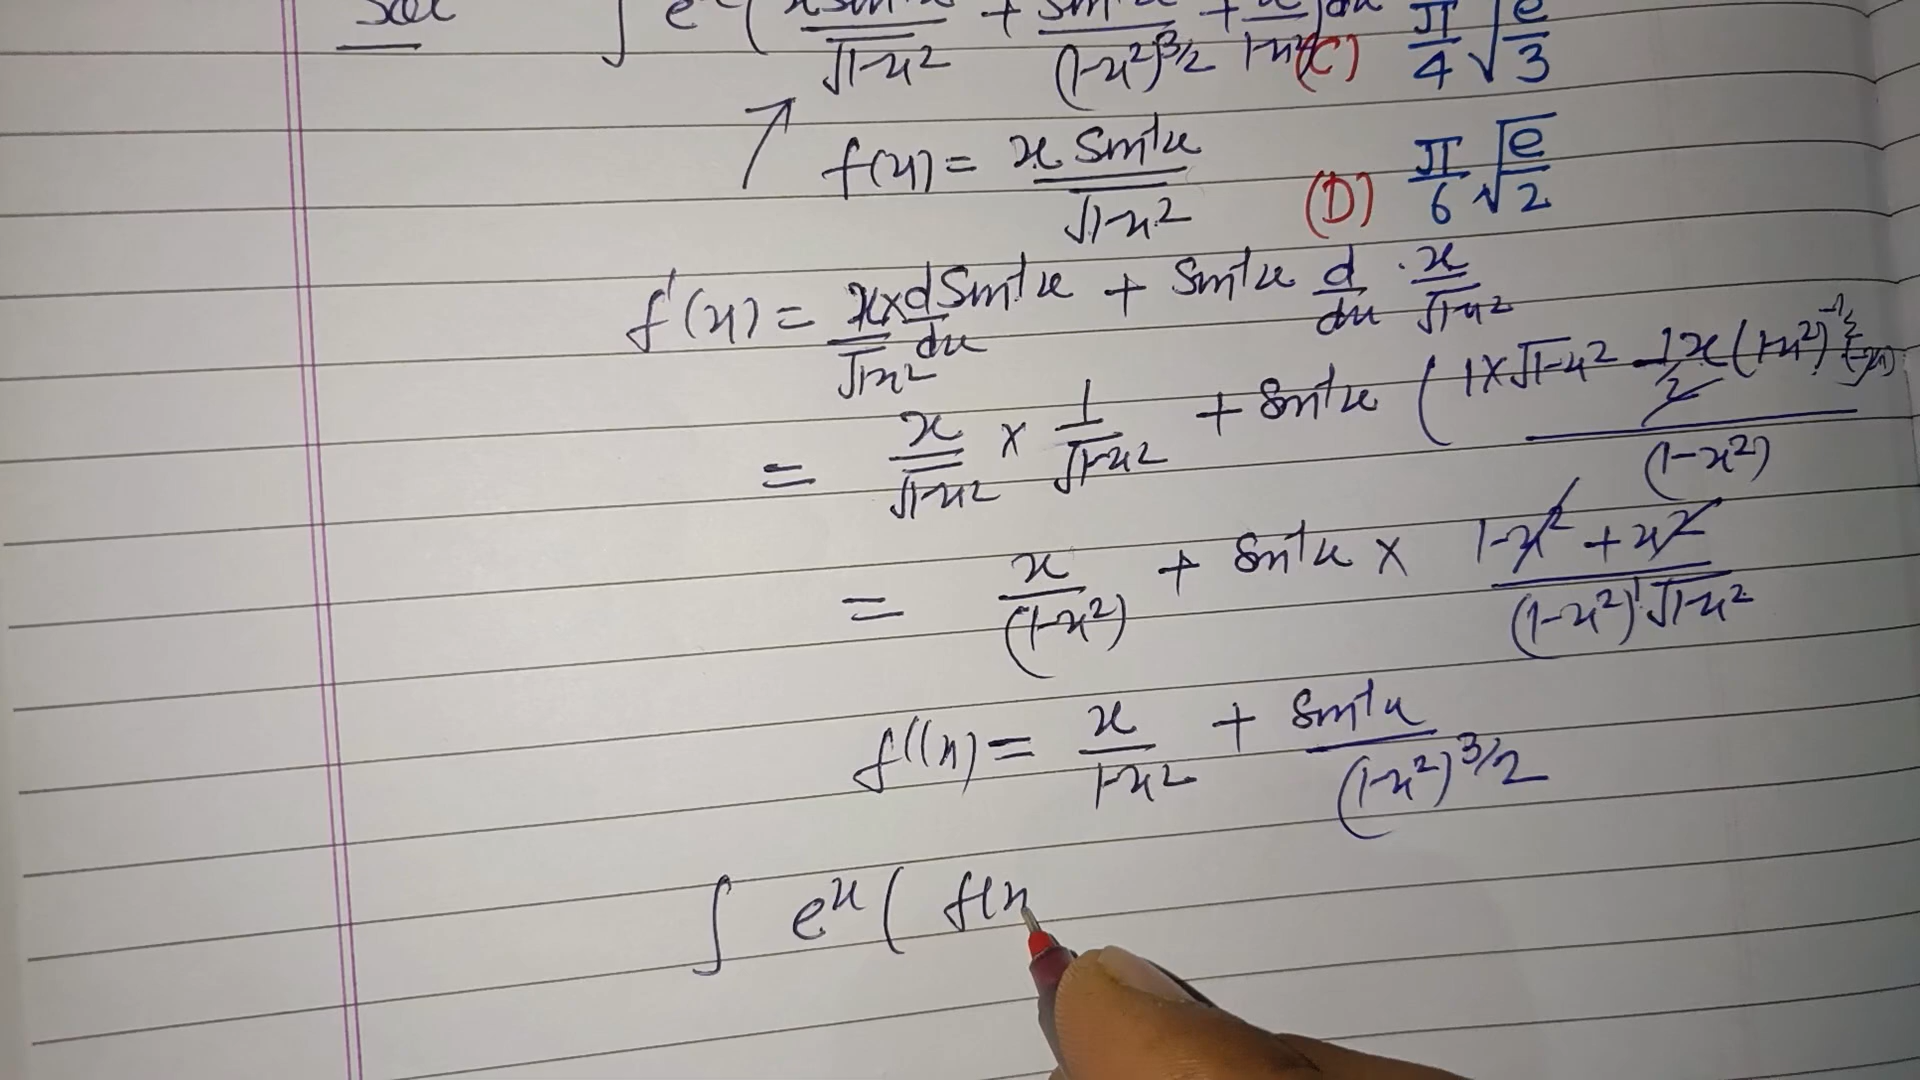 Sol ∫ e^x ( x sin⁻¹x / √1-x² + sin⁻¹x / (1-x²)^3/2 + x / 1-x² ) dx (C) π/4 √e/3
f(x) = x sin⁻¹x / √1-x² (D) π/6 √e/2
f'(x) = x/√1-x² × d/dx sin⁻¹x + sin⁻¹x d/dx · x/√1-x²
= x/√1-x² × 1/√1-x² + sin⁻¹x ( 1×√1-x² - 1/2 x (1-x²)^-1/2 (-2x) / (1-x²)
= x/(1-x²) + sin⁻¹x × 1-x²+x² / (1-x²)¹√1-x²
f'(x) = x/1-x² + sin⁻¹x / (1-x²)^3/2
∫ e^x ( f(x